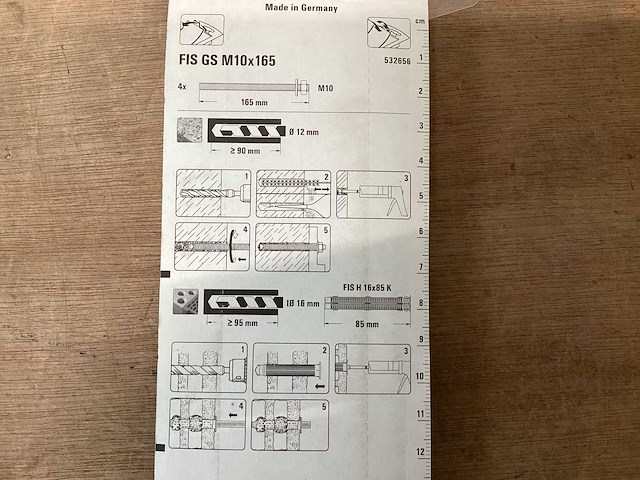 Made in Germany
cm
FIS GS M10x165
532656
4x
M10
165 mm
Ø 12 mm
≥ 90 mm
1
2
3
4
5
FIS H 16x85 K
Ø 16 mm
≥ 95 mm
85 mm
1
2
3
4
5
1
2
3
4
5
6
7
8
9
10
11
12